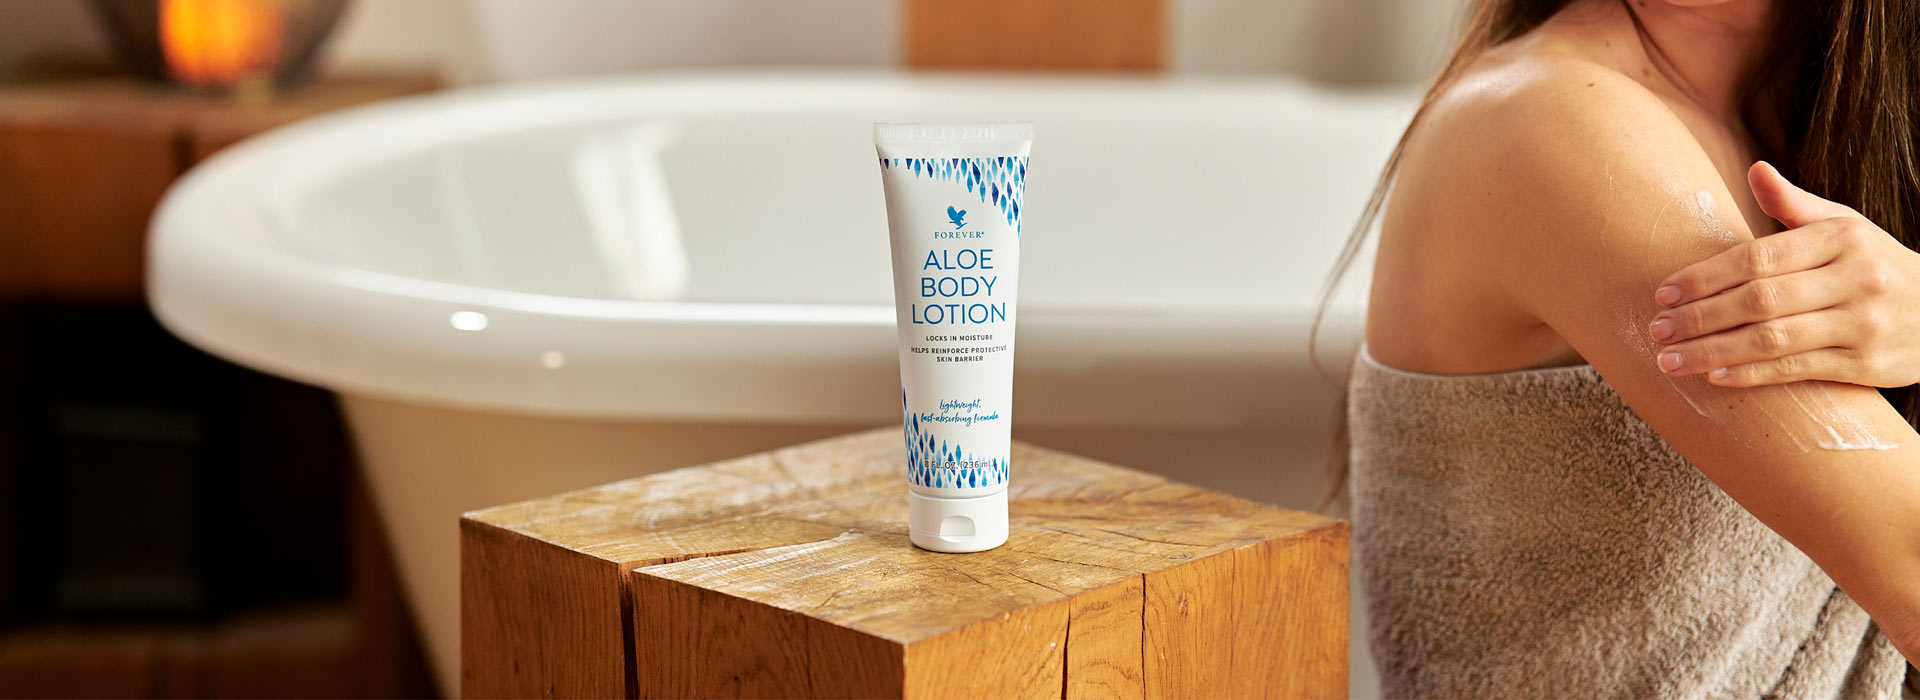 FOREVER®
ALOE
BODY
LOTION
LOCKS IN MOISTURE
HELPS REINFORCE PROTECTIVE
SKIN BARRIER
Lightweight,
fast-absorbing formula
8 FL. OZ. (236 mL)